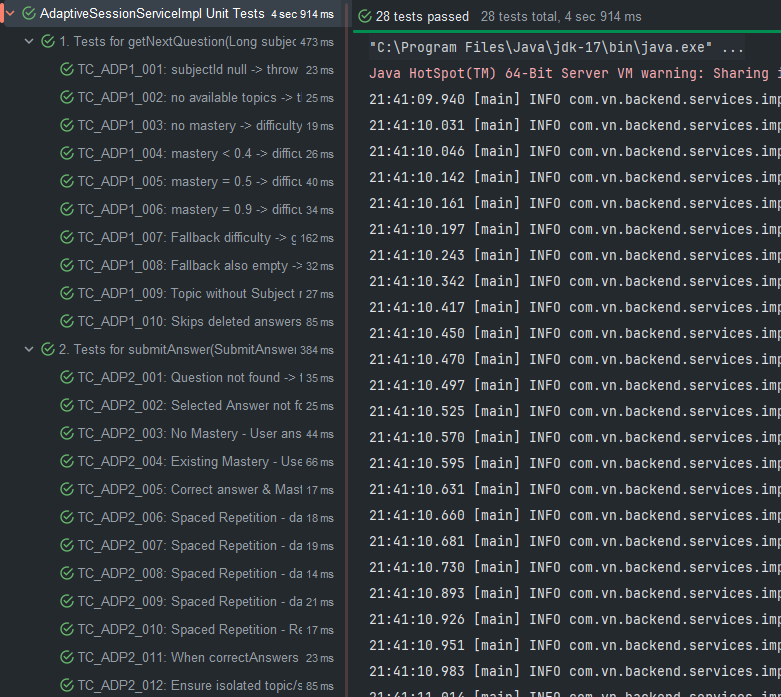 AdaptiveSessionServiceImpl Unit Tests 4 sec 914 ms
1. Tests for getNextQuestion(Long subjec 473 ms
TC_ADP1_001: subjectId null -> throw 23 ms
TC_ADP1_002: no available topics -> t 25 ms
TC_ADP1_003: no mastery -> difficulty 19 ms
TC_ADP1_004: mastery < 0.4 -> difficu 26 ms
TC_ADP1_005: mastery = 0.5 -> difficu 40 ms
TC_ADP1_006: mastery = 0.9 -> difficu 34 ms
TC_ADP1_007: Fallback difficulty -> g 162 ms
TC_ADP1_008: Fallback also empty -> 32 ms
TC_ADP1_009: Topic without Subject r 27 ms
TC_ADP1_010: Skips deleted answers 85 ms
2. Tests for submitAnswer(SubmitAnswer 384 ms
TC_ADP2_001: Question not found -> t 35 ms
TC_ADP2_002: Selected Answer not fo 25 ms
TC_ADP2_003: No Mastery - User ans 44 ms
TC_ADP2_004: Existing Mastery - Use 66 ms
TC_ADP2_005: Correct answer & Mast 17 ms
TC_ADP2_006: Spaced Repetition - da 18 ms
TC_ADP2_007: Spaced Repetition - da 19 ms
TC_ADP2_008: Spaced Repetition - da 14 ms
TC_ADP2_009: Spaced Repetition - da 21 ms
TC_ADP2_010: Spaced Repetition - Re 17 ms
TC_ADP2_011: When correctAnswers 23 ms
TC_ADP2_012: Ensure isolated topic/s 85 ms
28 tests passed 28 tests total, 4 sec 914 ms
"C:\Program Files\Java\jdk-17\bin\java.exe" ...
Java HotSpot(TM) 64-Bit Server VM warning: Sharing i
21:41:09.940 [main] INFO com.vn.backend.services.imp
21:41:10.031 [main] INFO com.vn.backend.services.imp
21:41:10.046 [main] INFO com.vn.backend.services.imp
21:41:10.142 [main] INFO com.vn.backend.services.imp
21:41:10.161 [main] INFO com.vn.backend.services.imp
21:41:10.197 [main] INFO com.vn.backend.services.imp
21:41:10.243 [main] INFO com.vn.backend.services.imp
21:41:10.342 [main] INFO com.vn.backend.services.imp
21:41:10.417 [main] INFO com.vn.backend.services.imp
21:41:10.450 [main] INFO com.vn.backend.services.imp
21:41:10.470 [main] INFO com.vn.backend.services.imp
21:41:10.497 [main] INFO com.vn.backend.services.imp
21:41:10.525 [main] INFO com.vn.backend.services.imp
21:41:10.570 [main] INFO com.vn.backend.services.imp
21:41:10.595 [main] INFO com.vn.backend.services.imp
21:41:10.631 [main] INFO com.vn.backend.services.imp
21:41:10.660 [main] INFO com.vn.backend.services.imp
21:41:10.681 [main] INFO com.vn.backend.services.imp
21:41:10.730 [main] INFO com.vn.backend.services.imp
21:41:10.893 [main] INFO com.vn.backend.services.imp
21:41:10.926 [main] INFO com.vn.backend.services.imp
21:41:10.951 [main] INFO com.vn.backend.services.imp
21:41:10.983 [main] INFO com.vn.backend.services.imp
21:41:11.014 [main] INFO com.vn.backend.services.imp